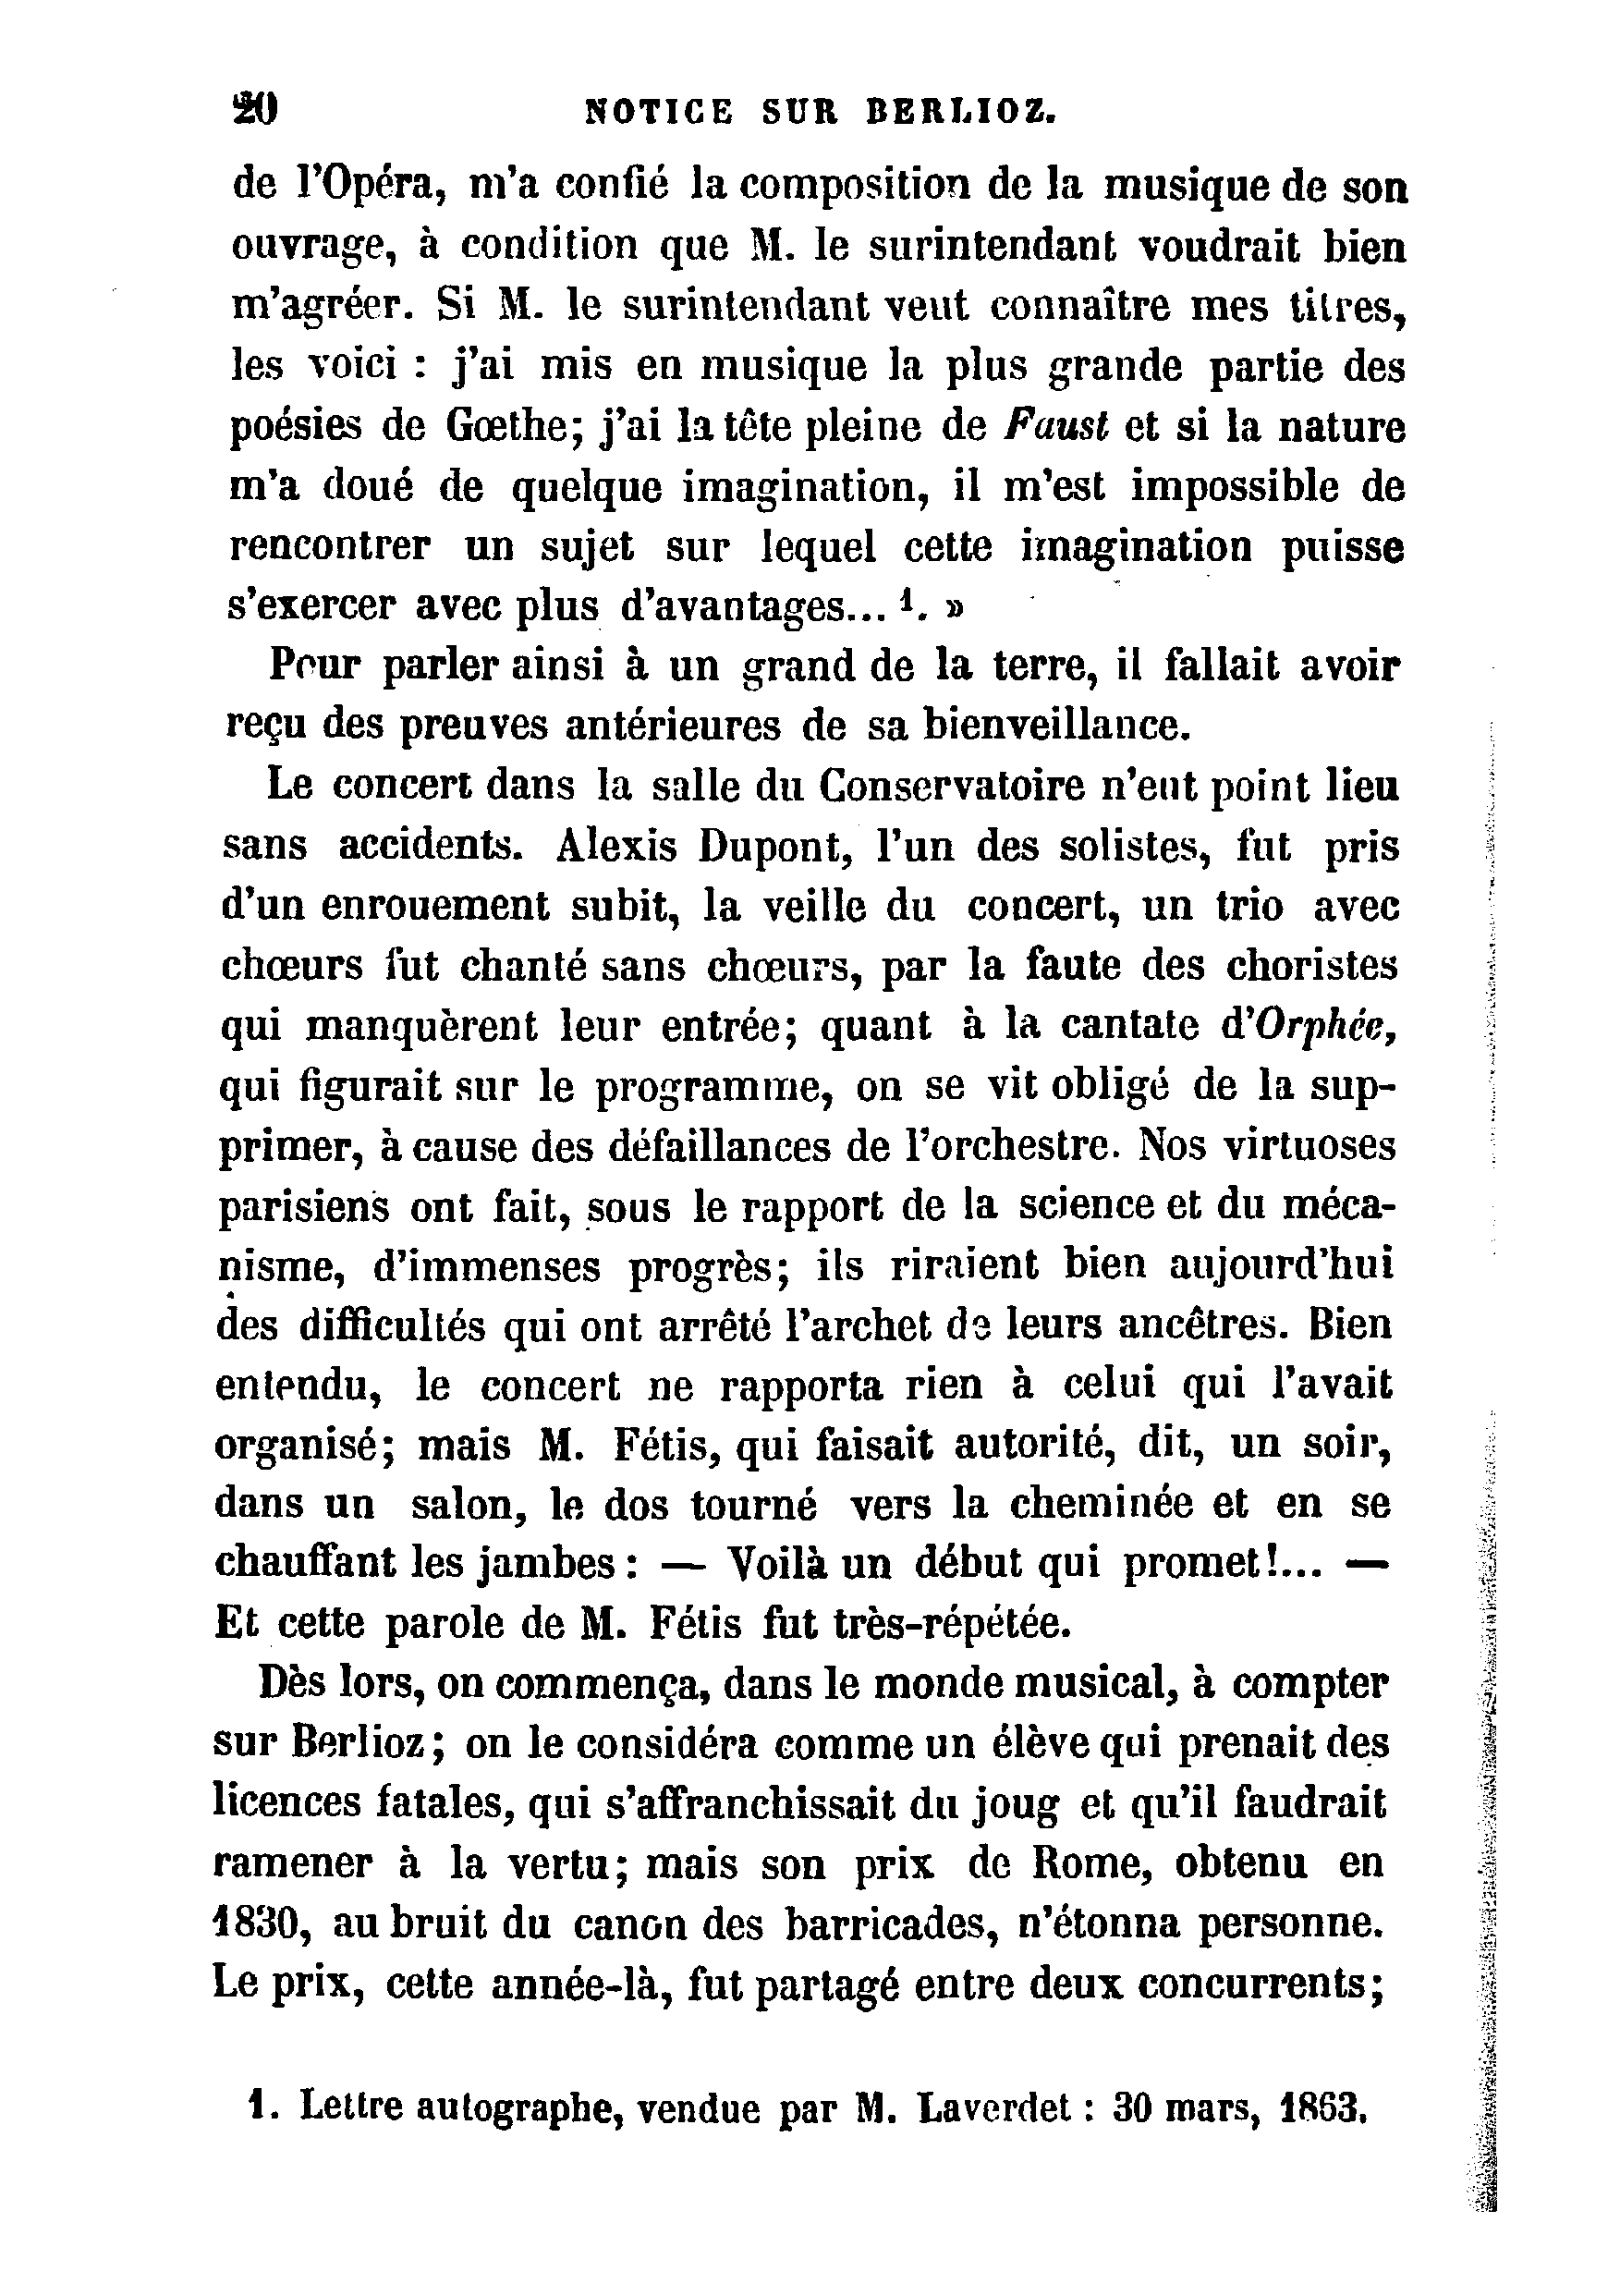 20 NOTICE SUR BERLIOZ.
de l'Opéra, m'a confié la composition de la musique de son
ouvrage, à condition que M. le surintendant voudrait bien
m'agréer. Si M. le surintendant veut connaître mes titres,
les voici : j'ai mis en musique la plus grande partie des
poésies de Gœthe; j'ai la tête pleine de Faust et si la nature
m'a doué de quelque imagination, il m'est impossible de
rencontrer un sujet sur lequel cette imagination puisse
s'exercer avec plus d'avantages... 1. »
Pour parler ainsi à un grand de la terre, il fallait avoir
reçu des preuves antérieures de sa bienveillance.
Le concert dans la salle du Conservatoire n'eut point lieu
sans accidents. Alexis Dupont, l'un des solistes, fut pris
d'un enrouement subit, la veille du concert, un trio avec
chœurs fut chanté sans chœurs, par la faute des choristes
qui manquèrent leur entrée; quant à la cantate d'Orphée,
qui figurait sur le programme, on se vit obligé de la sup-
primer, à cause des défaillances de l'orchestre. Nos virtuoses
parisiens ont fait, sous le rapport de la science et du méca-
nisme, d'immenses progrès; ils riraient bien aujourd'hui
des difficultés qui ont arrêté l'archet de leurs ancêtres. Bien
entendu, le concert ne rapporta rien à celui qui l'avait
organisé; mais M. Fétis, qui faisait autorité, dit, un soir,
dans un salon, le dos tourné vers la cheminée et en se
chauffant les jambes : — Voilà un début qui promet!... —
Et cette parole de M. Fétis fut très-répétée.
Dès lors, on commença, dans le monde musical, à compter
sur Berlioz; on le considéra comme un élève qui prenait des
licences fatales, qui s'affranchissait du joug et qu'il faudrait
ramener à la vertu; mais son prix de Rome, obtenu en
1830, au bruit du canon des barricades, n'étonna personne.
Le prix, cette année-là, fut partagé entre deux concurrents;
1. Lettre autographe, vendue par M. Laverdet : 30 mars, 1863.